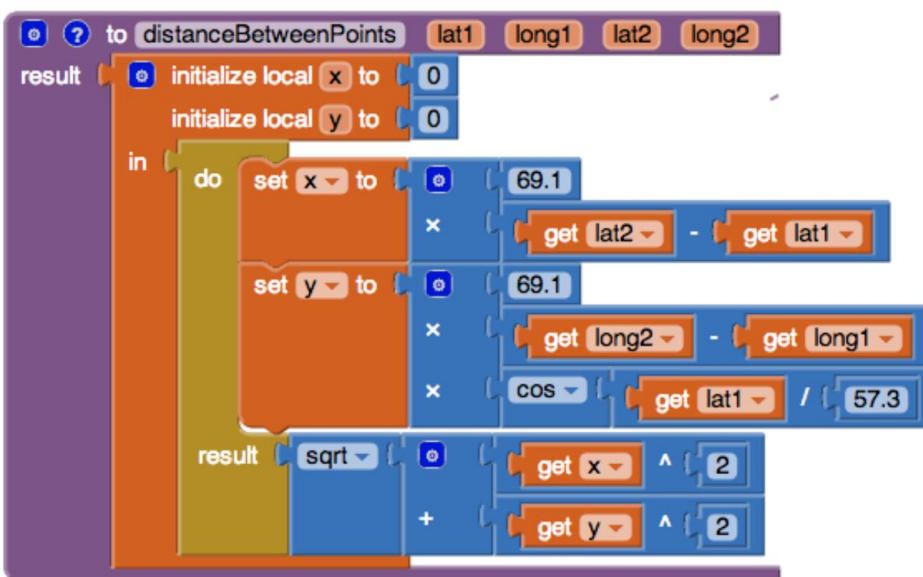 ? to distanceBetweenPoints lat1 long1 lat2 long2
result initialize local x to 0
initialize local y to 0
in
do set x to 69.1
× get lat2 - get lat1
set y to 69.1
× get long2 - get long1
× cos get lat1 / 57.3
result sqrt get x ^ 2
+ get y ^ 2